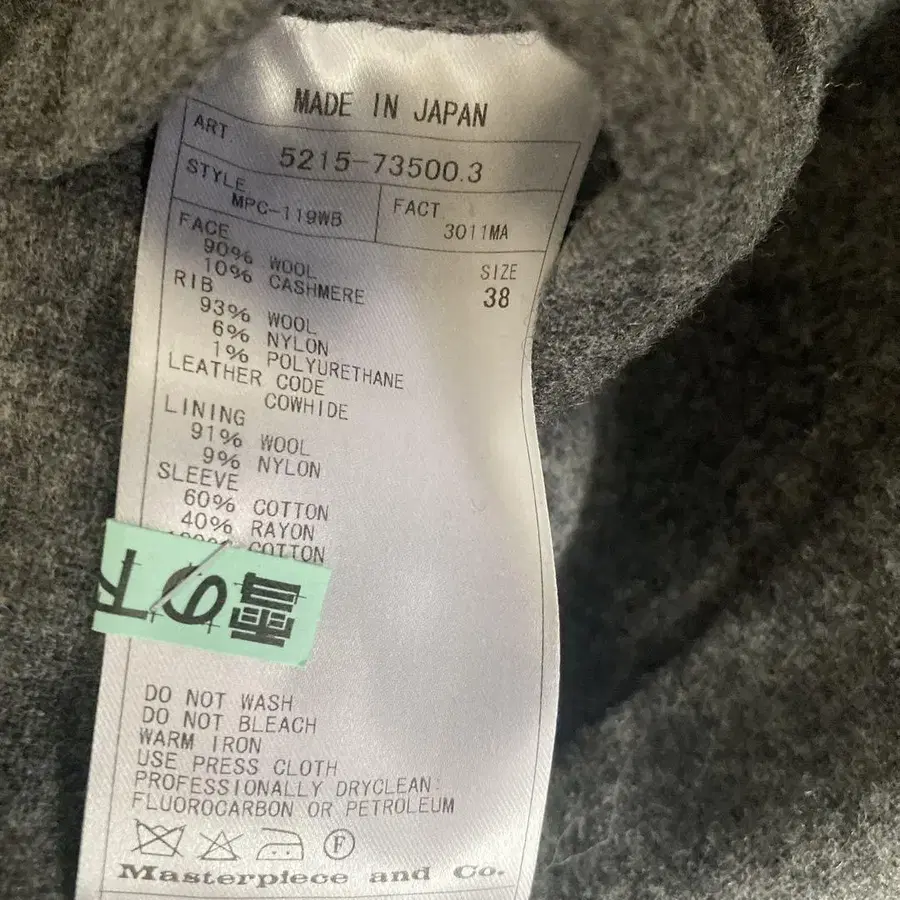 MADE IN JAPAN
ART.
5215-73500.3
STYLE
MPC-119WB
FACT
3011MA
FACE
90% WOOL
10% CASHMERE
SIZE
38
RIB
93% WOOL
6% NYLON
1% POLYURETHANE
LEATHER CODE
COWHIDE
LINING
91% WOOL
9% NYLON
SLEEVE
60% COTTON
40% RAYON
100% COTTON
DO NOT WASH
DO NOT BLEACH
WARM IRON
USE PRESS CLOTH
PROFESSIONALLY DRYCLEAN:
FLUOROCARBON OR PETROLEUM
F
Masterpiece and Co.